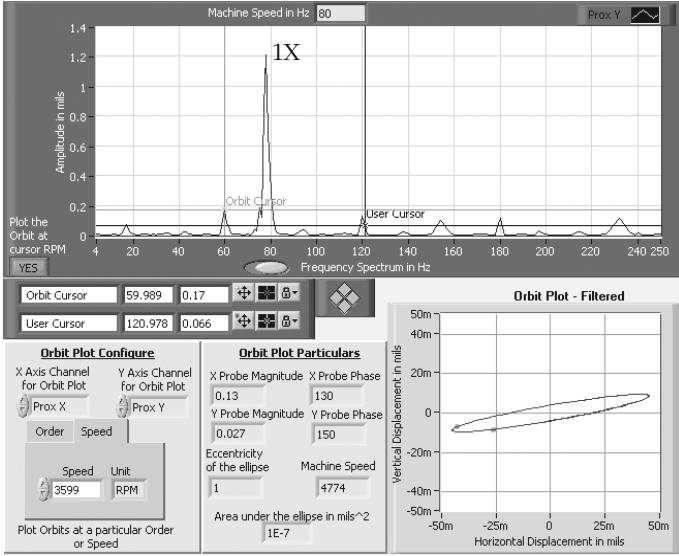 Machine Speed in Hz 80
Prox Y
1.4
1.2
1
0.8
0.6
0.4
0.2
0
Amplitude in mils
1X
Orbit Cursor
User Cursor
Plot the
Orbit at
cursor RPM
YES
4 20 40 60 80 100 120 140 160 180 200 220 240 250
Frequency Spectrum in Hz
Orbit Cursor 59.989 0.17
User Cursor 120.978 0.066
Orbit Plot Configure
X Axis Channel
for Orbit Plot
Y Axis Channel
for Orbit Plot
Prox X
Prox Y
Order Speed
Speed Unit
3599 RPM
Plot Orbits at a particular Order
or Speed
Orbit Plot Particulars
X Probe Magnitude X Probe Phase
0.13 130
Y Probe Magnitude Y Probe Phase
0.027 150
Eccentricity
of the ellipse
Machine Speed
1 4774
Area under the ellipse in mils^2
1E-7
Orbit Plot - Filtered
50m
40m
20m
0
-20m
-40m
-50m
Vertical Displacement in mils
-50m -25m 0 25m 50m
Horizontal Displacement in mils